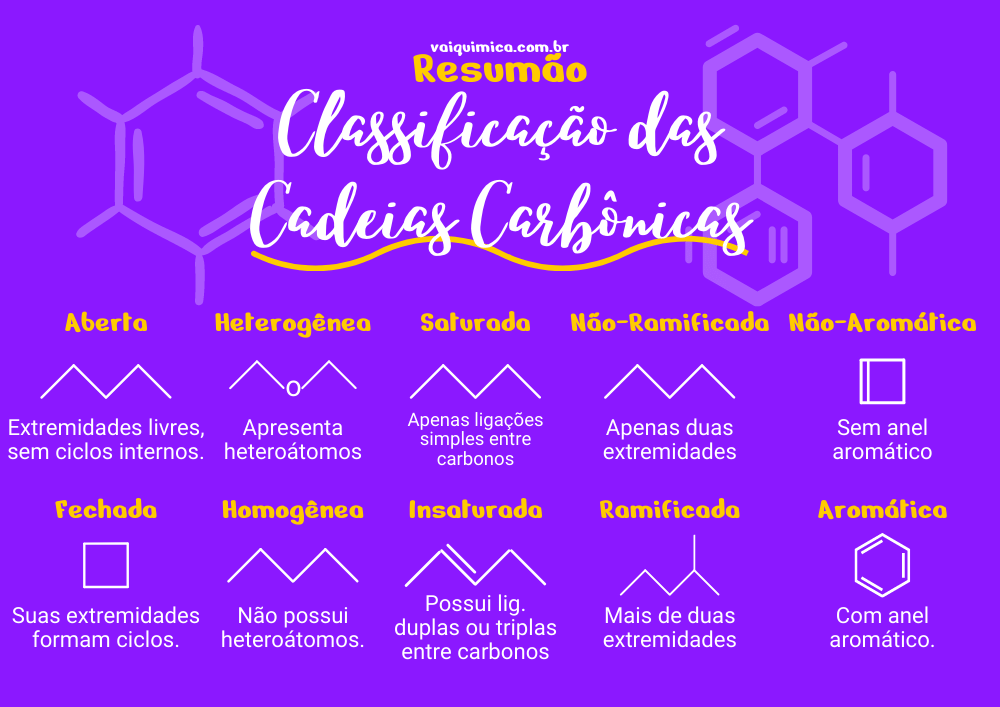 vaiquimica.com.br
Resumão
Classificação das
Cadeias Carbônicas
Aberta
Extremidades livres,
sem ciclos internos.
Heterogênea
O
Apresenta
heteroátomos
Saturada
Apenas ligações
simples entre
carbonos
Não-Ramificada
Apenas duas
extremidades
Não-Aromática
Sem anel
aromático
Fechada
Suas extremidades
formam ciclos.
Homogênea
Não possui
heteroátomos.
Insaturada
Possui lig.
duplas ou triplas
entre carbonos
Ramificada
Mais de duas
extremidades
Aromática
Com anel
aromático.